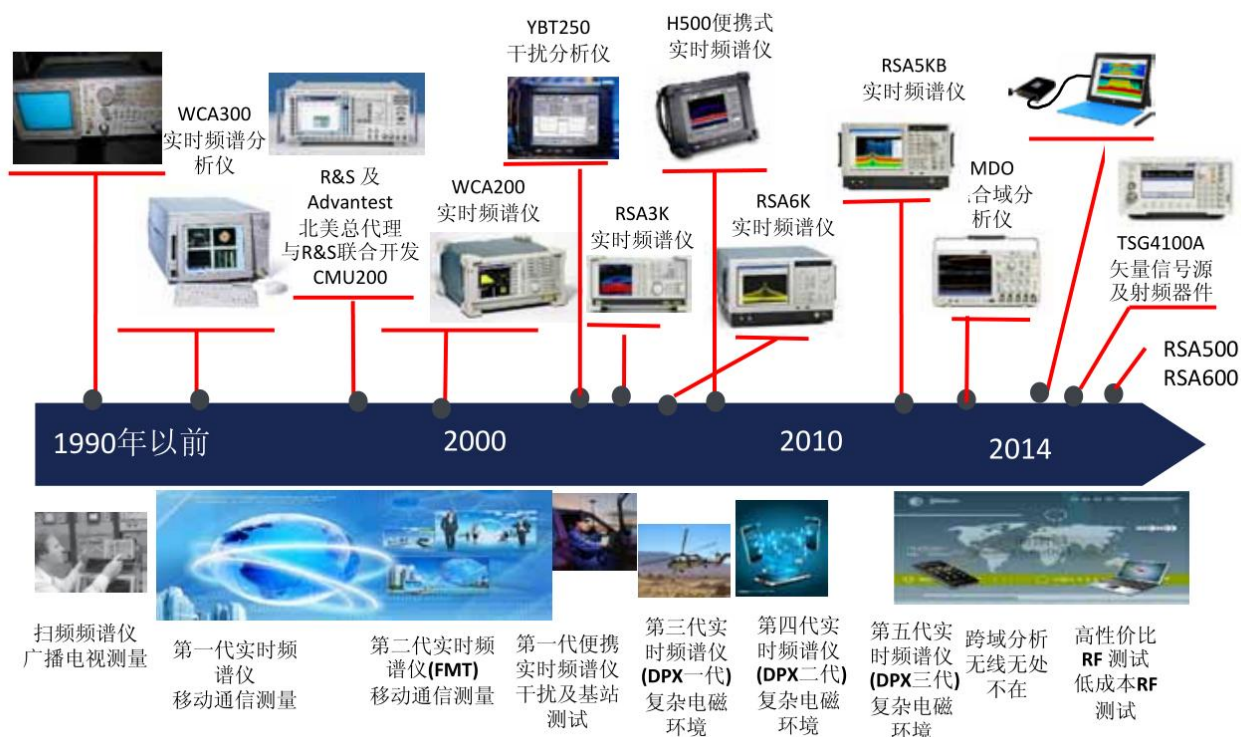 YBT250
干扰分析仪
H500便携式
实时频谱仪
RSA5KB
实时频谱仪
WCA300
实时频谱分
析仪
R&S 及
Advantest
北美总代理
与R&S联合开发
CMU200
WCA200
实时频谱仪
RSA3K
实时频谱仪
RSA6K
实时频谱仪
MDO
合域分
析仪
TSG4100A
矢量信号源
及射频器件
RSA500
RSA600
1990年以前
2000
2010
2014
扫频频谱仪
广播电视测量
第一代实时频
谱仪
移动通信测量
第二代实时频
谱仪(FMT)
移动通信测量
第一代便携
实时频谱仪
干扰及基站
测试
第三代实
时频谱仪
(DPX一代)
复杂电磁
环境
第四代实
时频谱仪
(DPX二代)
复杂电磁
环境
第五代实
时频谱仪
(DPX三代)
复杂电磁
环境
跨域分析
无线无处
不在
高性价比
RF 测试
低成本RF
测试